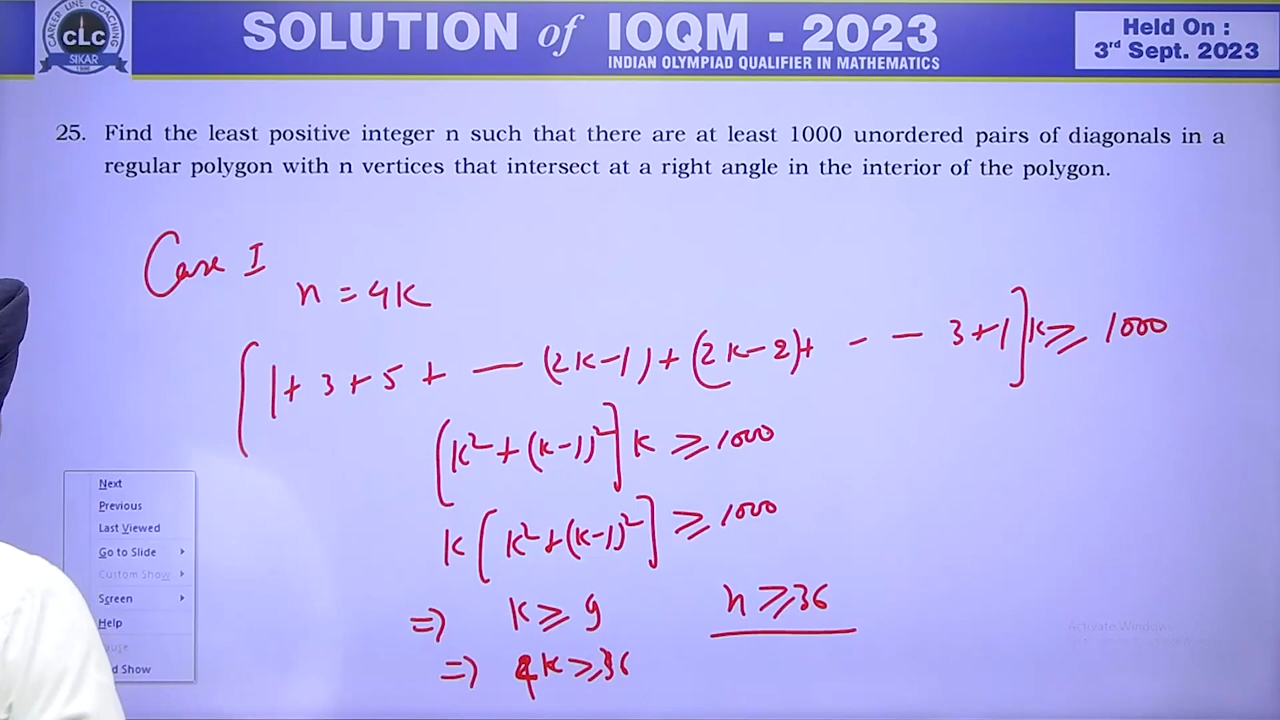 CAREER LINE COACHING
CLC
SIKAR
SOLUTION of IOQM - 2023
INDIAN OLYMPIAD QUALIFIER IN MATHEMATICS
Held On :
3rd Sept. 2023
25. Find the least positive integer n such that there are at least 1000 unordered pairs of diagonals in a
regular polygon with n vertices that intersect at a right angle in the interior of the polygon.
Case I
n = 4K
[1+3+5+ — (2K-1)+(2K-2)+ - - 3+1]K ≥ 1000
[K²+(K-1)²]K ≥ 1000
K[K²+(K-1)²] ≥ 1000
⇒ K ≥ 9
n ≥ 36
⇒ 4K ≥ 36
Next
Previous
Last Viewed
Go to Slide
Custom Show
Screen
Help
d Show
Activate Windows